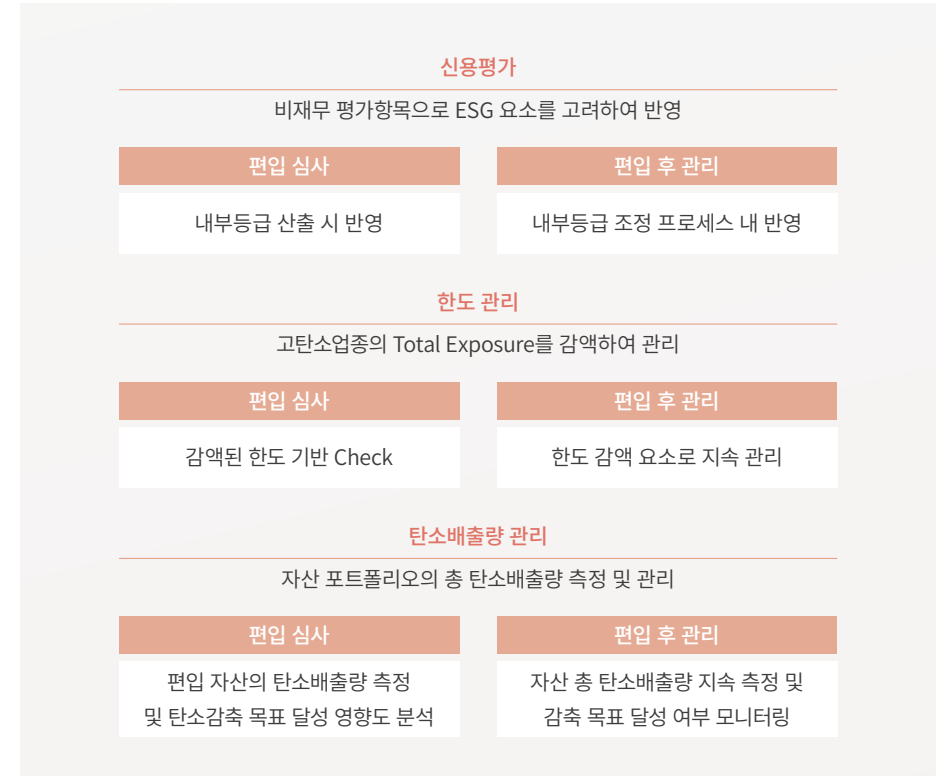 신용평가
비재무 평가항목으로 ESG 요소를 고려하여 반영
편입 심사
편입 후 관리
내부등급 산출 시 반영
내부등급 조정 프로세스 내 반영
한도 관리
고탄소업종의 Total Exposure를 감액하여 관리
편입 심사
편입 후 관리
감액된 한도 기반 Check
한도 감액 요소로 지속 관리
탄소배출량 관리
자산 포트폴리오의 총 탄소배출량 측정 및 관리
편입 심사
편입 후 관리
편입 자산의 탄소배출량 측정
및 탄소감축 목표 달성 영향도 분석
자산 총 탄소배출량 지속 측정 및
감축 목표 달성 여부 모니터링